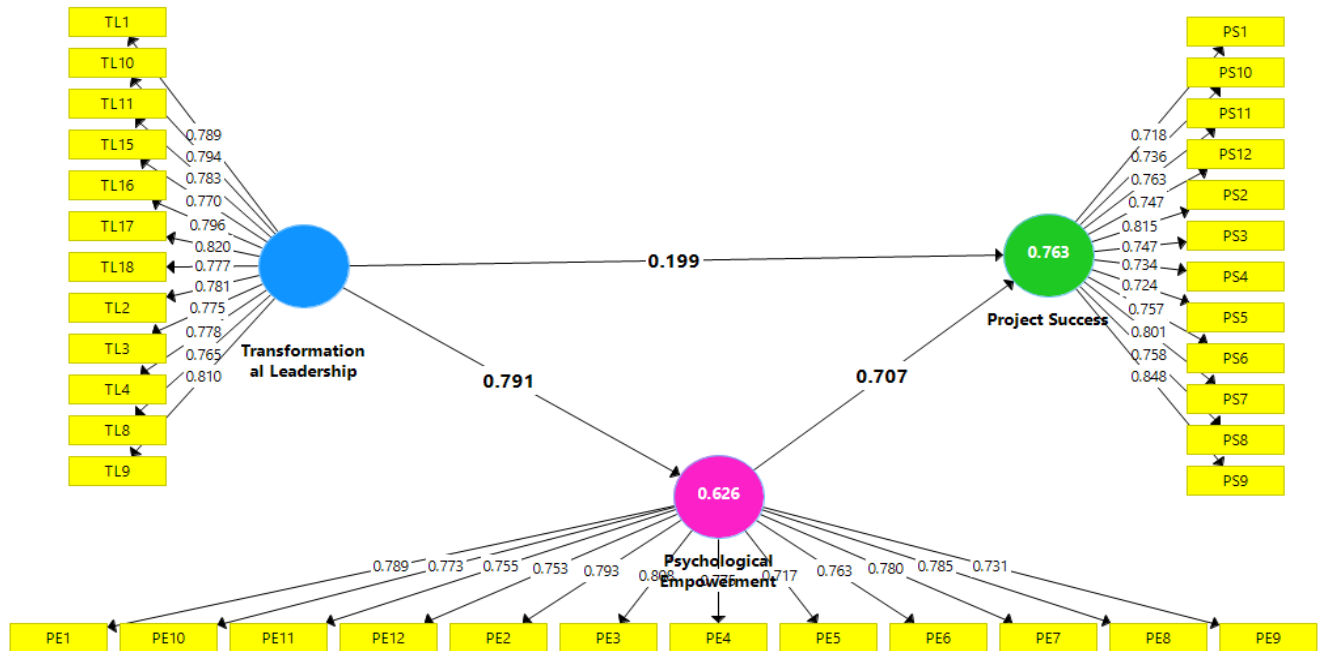 TL1
TL10
TL11
TL15
TL16
TL17
TL18
TL2
TL3
TL4
TL8
TL9
0.789
0.794
0.783
0.770
0.796
0.820
0.777
0.781
0.775
0.778
0.765
0.810
Transformation
al Leadership
0.199
0.791
0.707
0.763
Project Success
0.718
0.736
0.763
0.747
0.815
0.747
0.734
0.724
0.757
0.801
0.758
0.848
PS1
PS10
PS11
PS12
PS2
PS3
PS4
PS5
PS6
PS7
PS8
PS9
0.626
Psychological
Empowerment
0.789
0.773
0.755
0.753
0.793
0.717
0.763
0.780
0.785
0.731
PE1
PE10
PE11
PE12
PE2
PE3
PE4
PE5
PE6
PE7
PE8
PE9